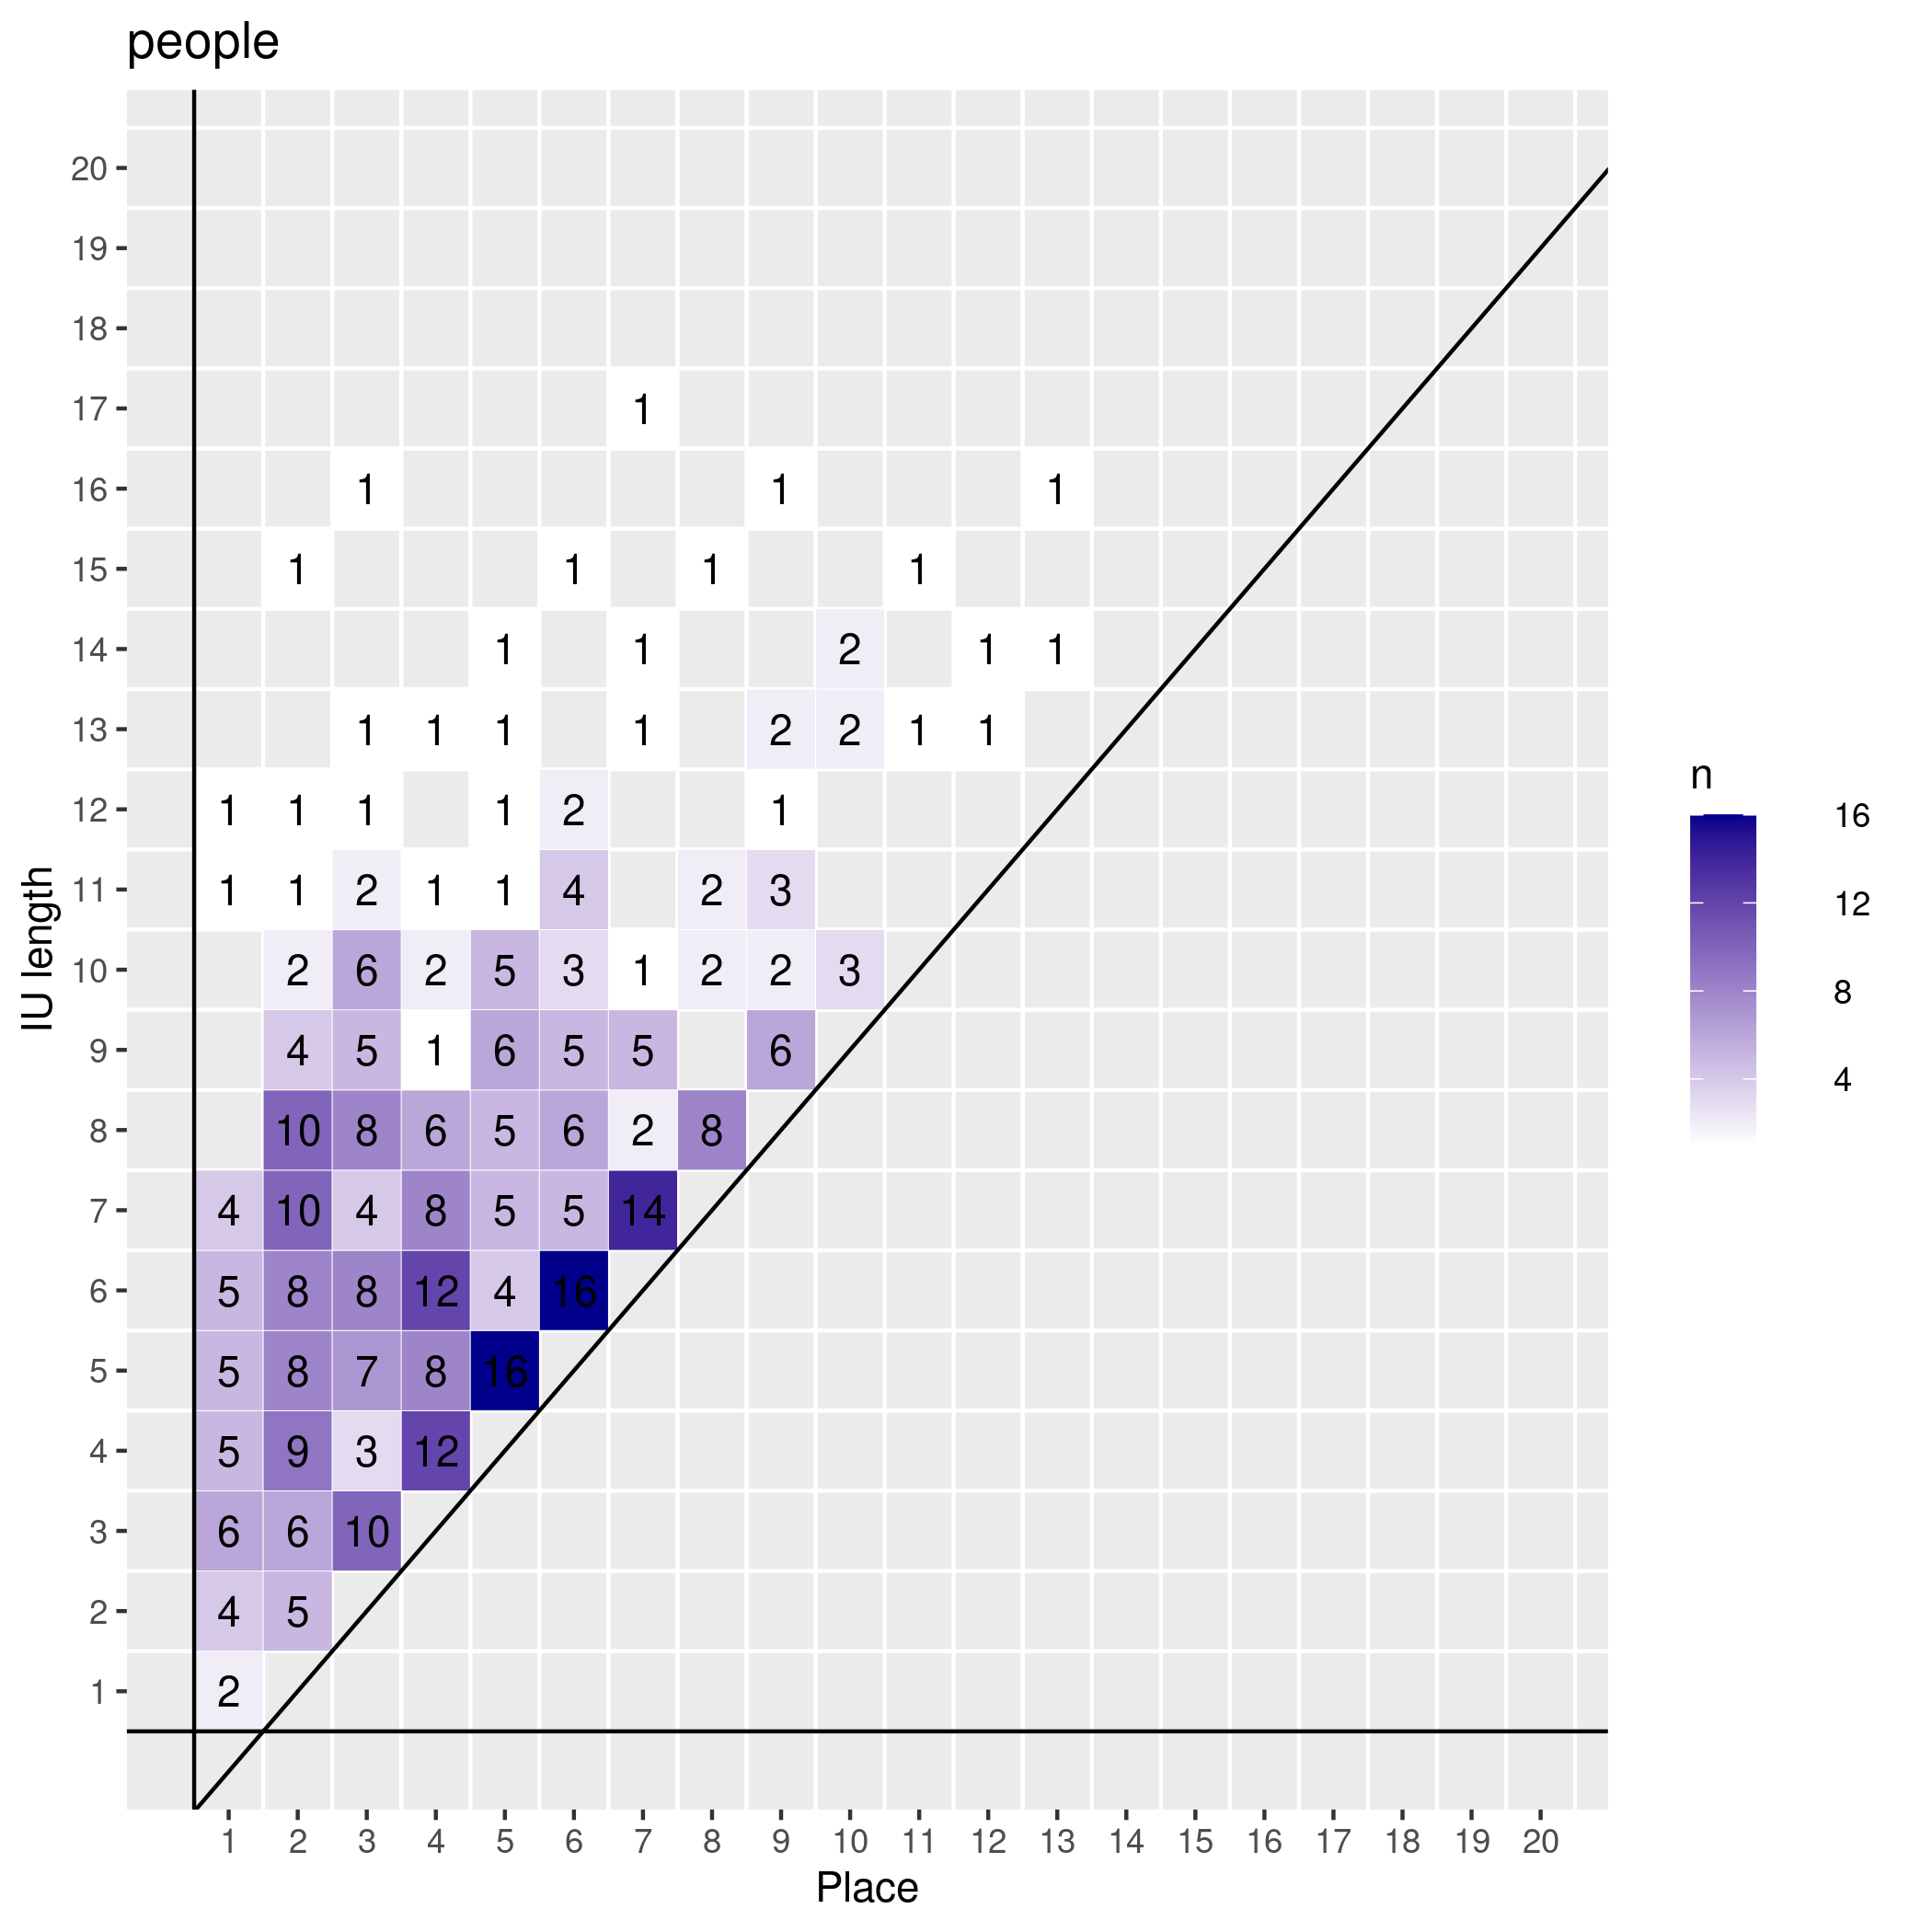 people
20
19
18
17 1
16 1 1 1
15 1 1 1 1
14 1 1 2 1 1
13 1 1 1 1 2 2 1 1
12 1 1 1 1 2 1
11 1 1 2 1 1 4 2 3
10 2 6 2 5 3 1 2 2 3
9 4 5 1 6 5 5 6
8 10 8 6 5 6 2 8
7 4 10 4 8 5 5 14
6 5 8 8 12 4 16
5 5 8 7 8 16
4 5 9 3 12
3 6 6 10
2 4 5
1 2
1 2 3 4 5 6 7 8 9 10 11 12 13 14 15 16 17 18 19 20
Place
IU length
n
16
12
8
4